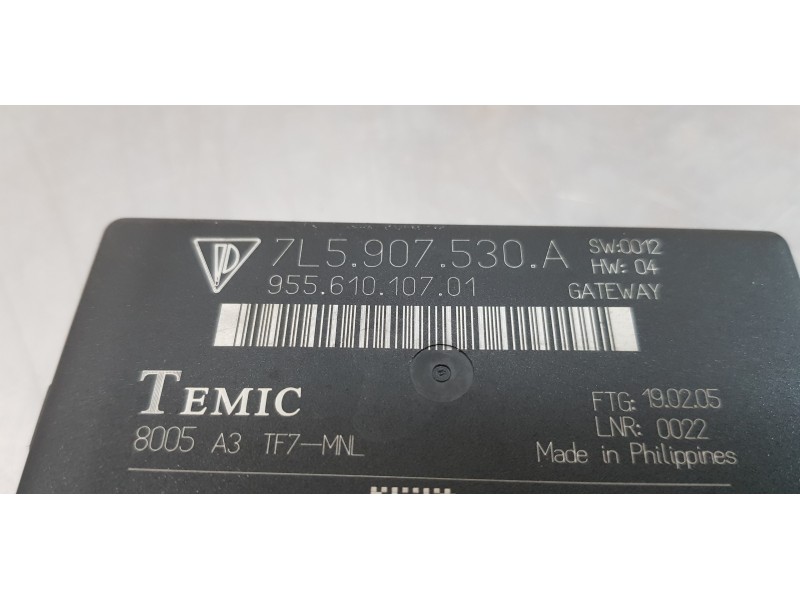 7L5.907.530.A SW:0012
HW: 04
955.610.107.01 GATEWAY
TEMIC
FTG: 19.02.05
8005 A3 TF7-MNL
LNR: 0022
Made in Philippines